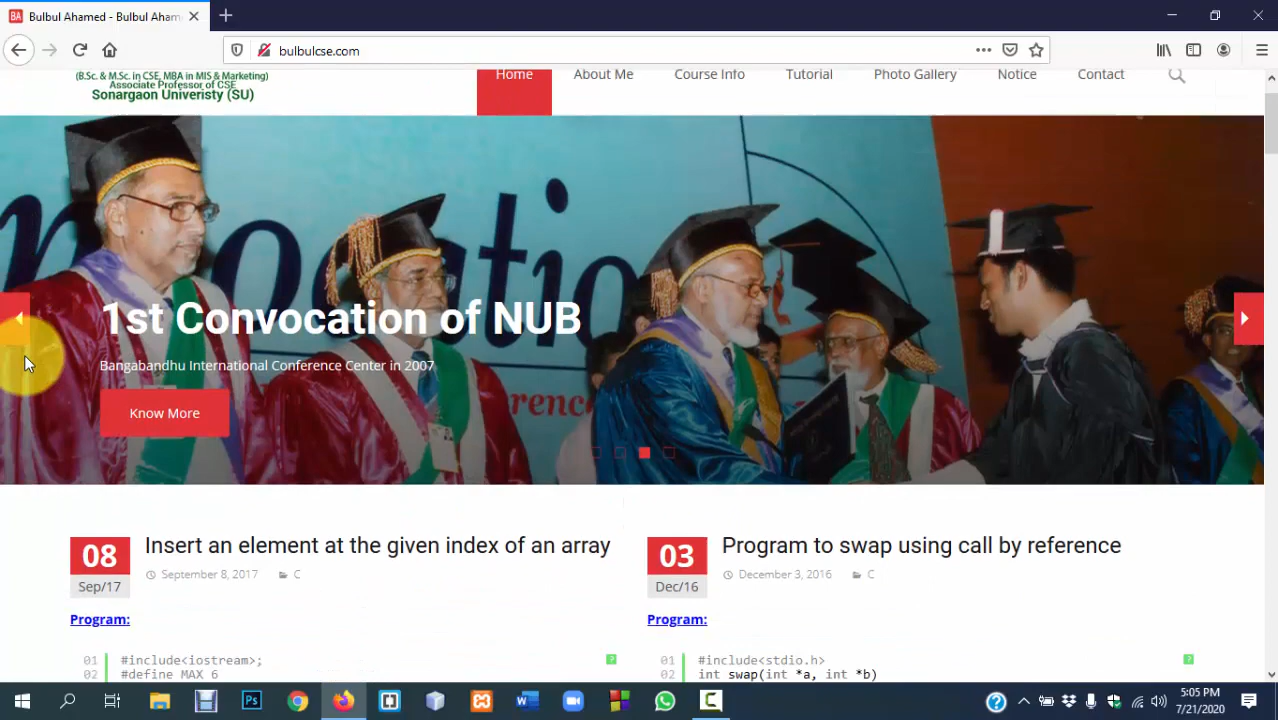 BA Bulbul Ahamed - Bulbul Aham
bulbulcse.com
(B.Sc. & M.Sc. in CSE, MBA in MIS & Marketing)
Associate Professor of CSE
Sonargaon Univeristy (SU)
Home About Me Course Info Tutorial Photo Gallery Notice Contact
1st Convocation of NUB
Bangabandhu International Conference Center in 2007
Know More
08
Sep/17
Insert an element at the given index of an array
September 8, 2017 C
Program:
01 #include<iostream>;
02 #define MAX 6
03
Dec/16
Program to swap using call by reference
December 3, 2016 C
Program:
01 #include<stdio.h>
02 int swap(int *a, int *b)
5:05 PM
7/21/2020